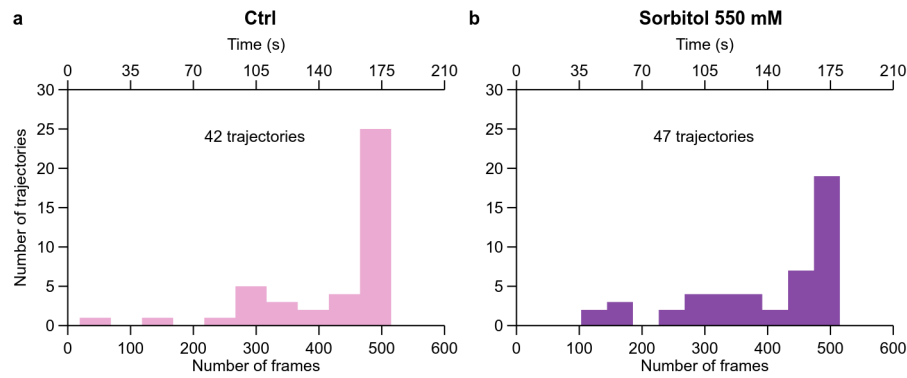 a
Ctrl
Time (s)
0 35 70 105 140 175 210
30
25
20
15
10
5
0
Number of trajectories
42 trajectories
0 100 200 300 400 500 600
Number of frames
b
Sorbitol 550 mM
Time (s)
0 35 70 105 140 175 210
30
25
20
15
10
5
0
47 trajectories
0 100 200 300 400 500 600
Number of frames